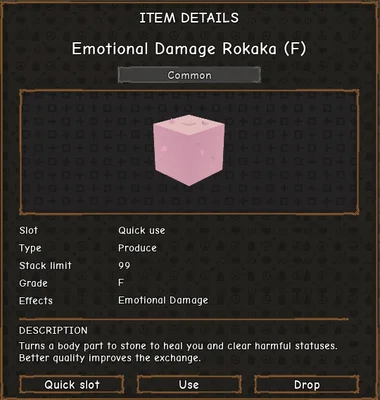 ITEM DETAILS
Emotional Damage Rokaka (F)
Common
Slot Quick use
Type Produce
Stack limit 99
Grade F
Effects Emotional Damage
DESCRIPTION
Turns a body part to stone to heal you and clear harmful statuses.
Better quality improves the exchange.
Quick slot Use Drop